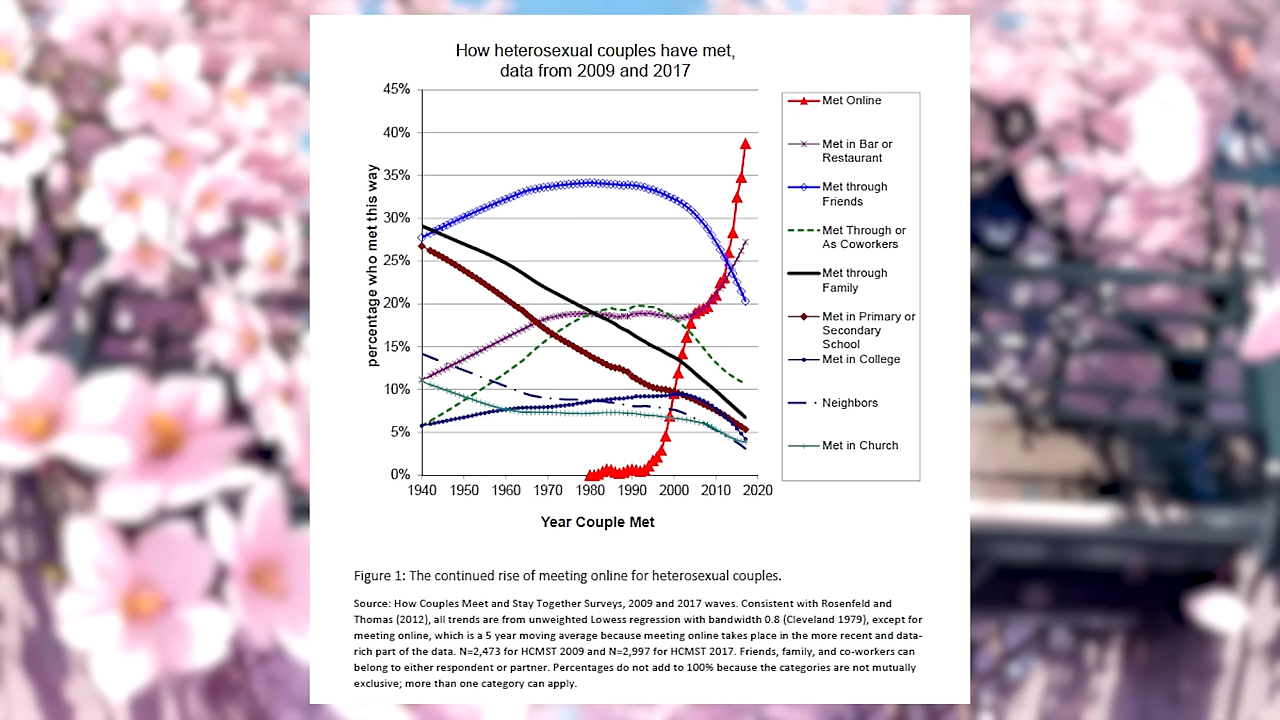 How heterosexual couples have met,
data from 2009 and 2017
45%
40%
35%
30%
25%
20%
15%
10%
5%
0%
percentage who met this way
1940 1950 1960 1970 1980 1990 2000 2010 2020
Year Couple Met
Met Online
Met in Bar or
Restaurant
Met through
Friends
Met Through or
As Coworkers
Met through
Family
Met in Primary or
Secondary
School
Met in College
Neighbors
Met in Church
Figure 1: The continued rise of meeting online for heterosexual couples.
Source: How Couples Meet and Stay Together Surveys, 2009 and 2017 waves. Consistent with Rosenfeld and
Thomas (2012), all trends are from unweighted Lowess regression with bandwidth 0.8 (Cleveland 1979), except for
meeting online, which is a 5 year moving average because meeting online takes place in the more recent and data-
rich part of the data. N=2,473 for HCMST 2009 and N=2,997 for HCMST 2017. Friends, family, and co-workers can
belong to either respondent or partner. Percentages do not add to 100% because the categories are not mutually
exclusive; more than one category can apply.